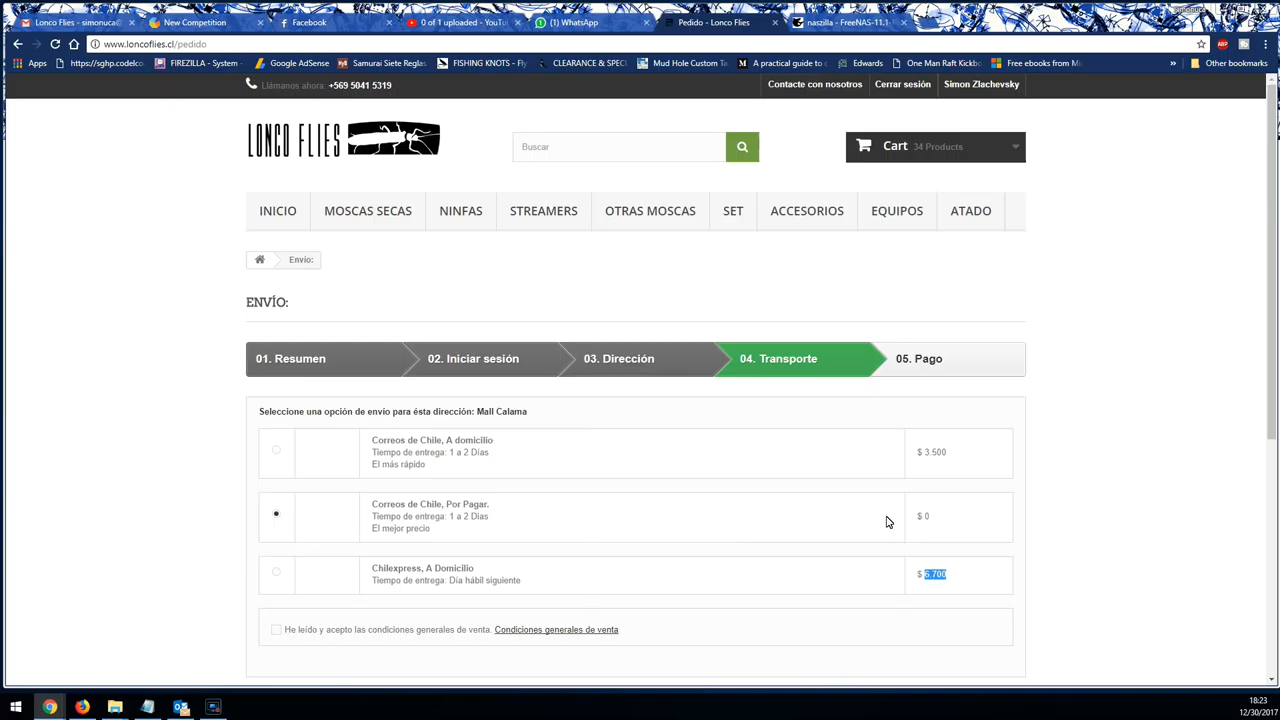 Lonco Flies - simonuca@
New Competition
Facebook
0 of 1 uploaded - YouTu
(1) WhatsApp
Pedido - Lonco Flies
naszilla - FreeNAS-11.1-
www.loncoflies.cl/pedido
Apps
https://sghp.codelco
FIREZILLA - System -
Google AdSense
Samurai Siete Reglas
FISHING KNOTS - Fly
CLEARANCE & SPECI
Mud Hole Custom Ta
A practical guide to
Edwards
One Man Raft Kickbo
Free ebooks from Mi
»
Other bookmarks
Llámanos ahora: +569 5041 5319
Contacte con nosotros
Cerrar sesión
Simon Zlachevsky
LONCO FLIES
Buscar
Cart 34 Products
INICIO
MOSCAS SECAS
NINFAS
STREAMERS
OTRAS MOSCAS
SET
ACCESORIOS
EQUIPOS
ATADO
Envío:
ENVÍO:
01. Resumen
02. Iniciar sesión
03. Dirección
04. Transporte
05. Pago
Seleccione una opción de envío para ésta dirección: Mall Calama
Correos de Chile, A domicilio
Tiempo de entrega: 1 a 2 Días
El más rápido
$ 3.500
Correos de Chile, Por Pagar.
Tiempo de entrega: 1 a 2 Días
El mejor precio
$ 0
Chilexpress, A Domicilio
Tiempo de entrega: Día hábil siguiente
$ 6.700
He leído y acepto las condiciones generales de venta. Condiciones generales de venta
18:23
12/30/2017